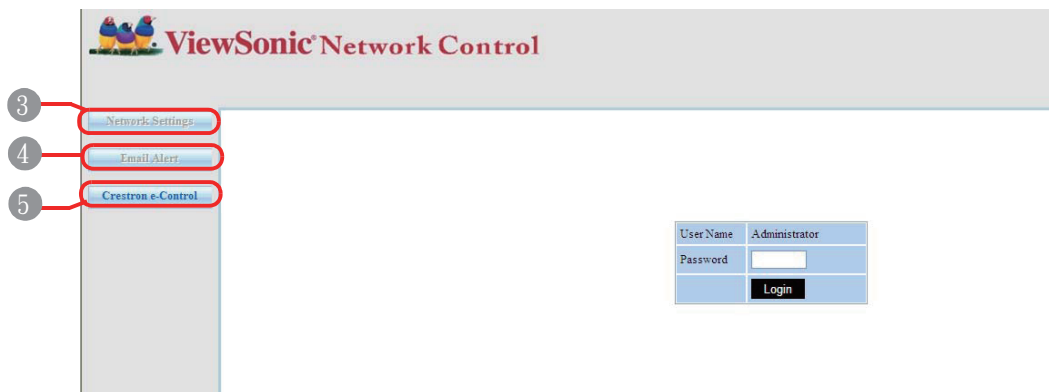 ViewSonic® Network Control
3
Network Settings
4
Email Alert
5
Crestron e-Control
User Name Administrator
Password
Login